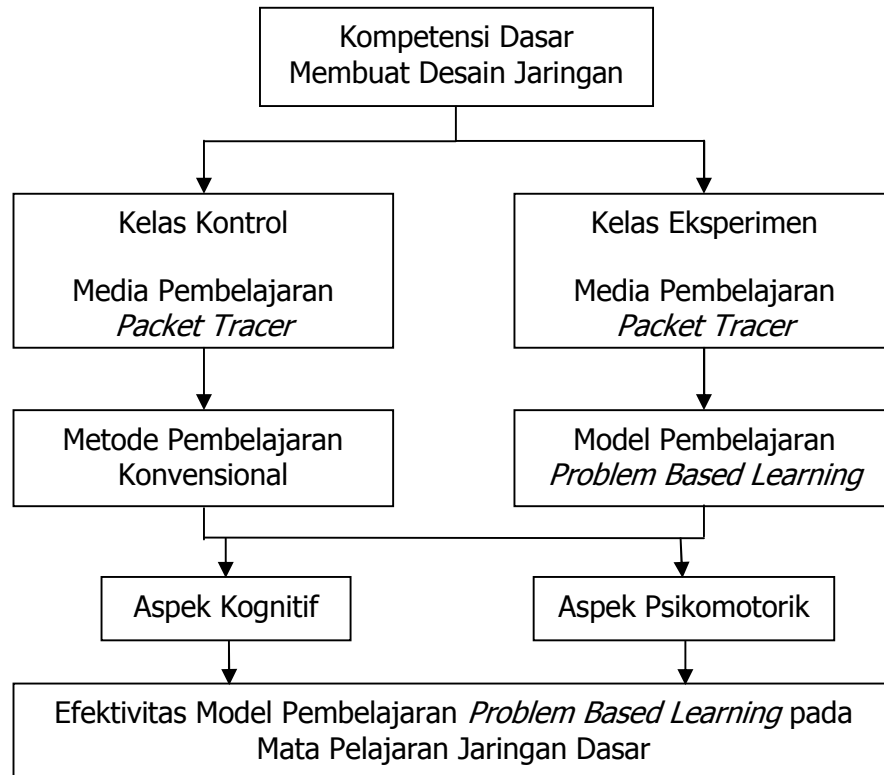 Kompetensi Dasar
Membuat Desain Jaringan
Kelas Kontrol
Media Pembelajaran
Packet Tracer
Kelas Eksperimen
Media Pembelajaran
Packet Tracer
Metode Pembelajaran
Konvensional
Model Pembelajaran
Problem Based Learning
Aspek Kognitif
Aspek Psikomotorik
Efektivitas Model Pembelajaran Problem Based Learning pada
Mata Pelajaran Jaringan Dasar